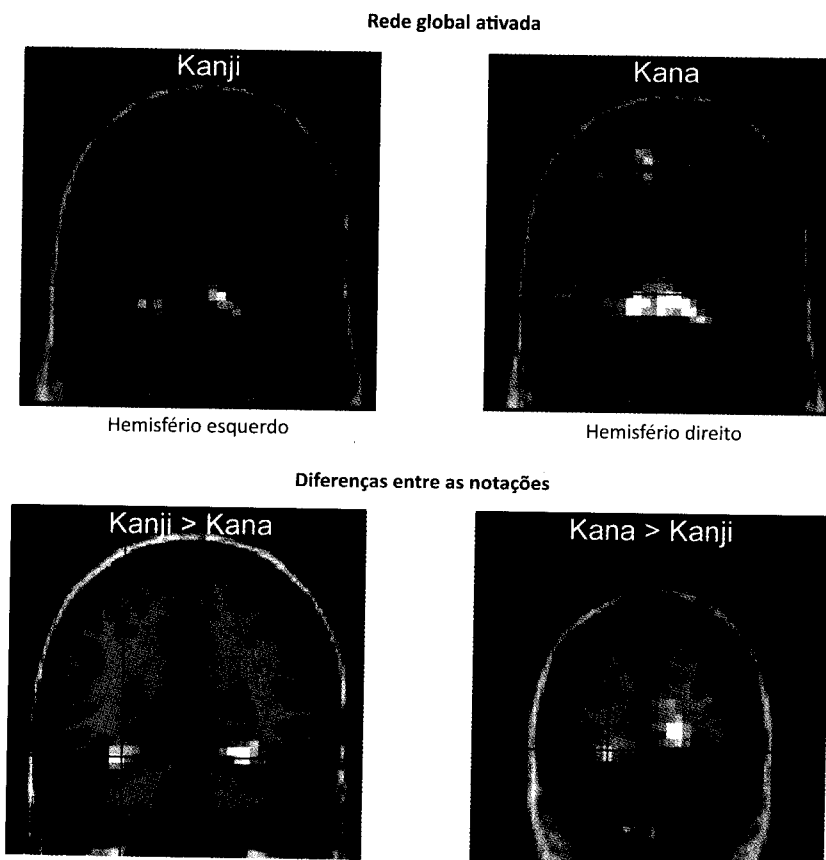 Rede global ativada
Kanji
Kana
Hemisfério esquerdo
Hemisfério direito
Diferenças entre as notações
Kanji > Kana
Kana > Kanji